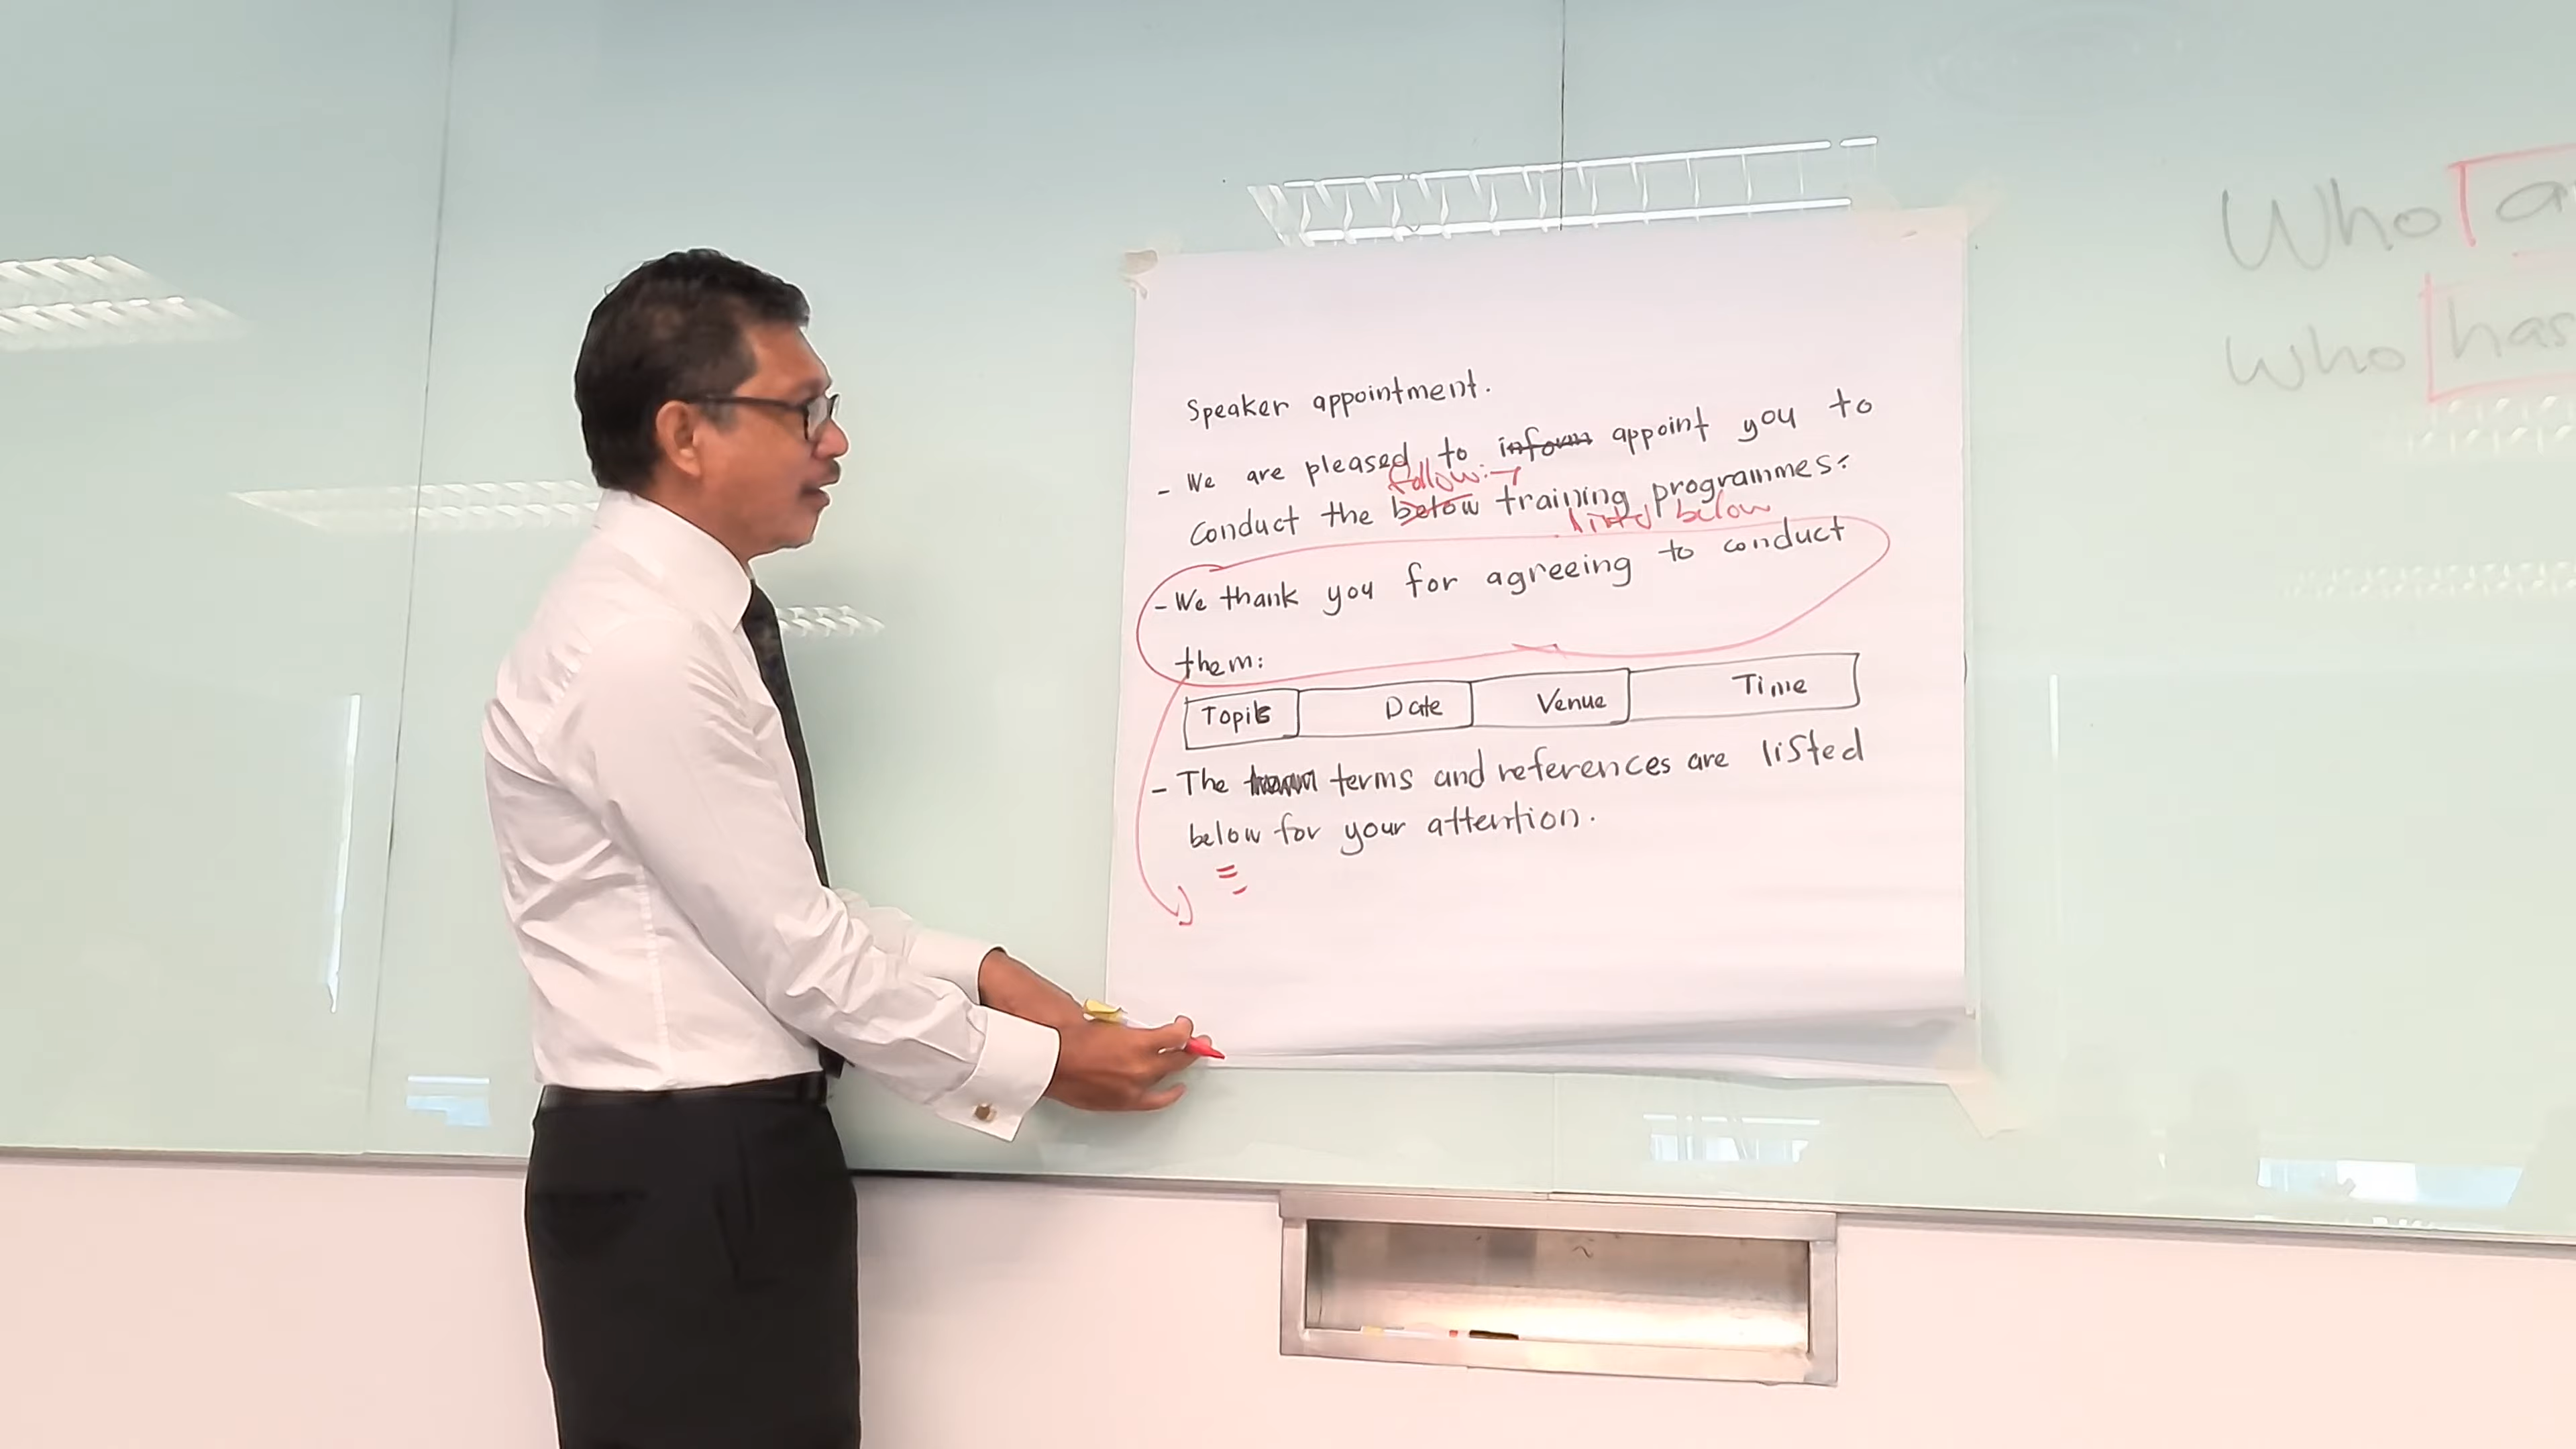 Speaker appointment.
- We are pleased to inform appoint you to
follow:
conduct the below training programmes:
listed below
- We thank you for agreeing to conduct
them:
Topics Date Venue Time
- The terms and references are listed
below for your attention.
Who
Who has